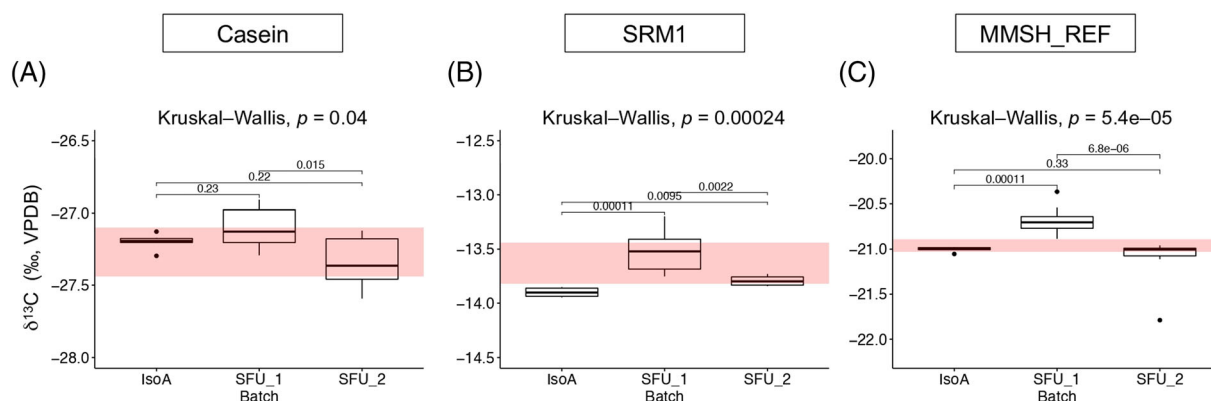 Casein
SRM1
MMSH_REF
(A)
(B)
(C)
Kruskal–Wallis, p = 0.04
Kruskal–Wallis, p = 0.00024
Kruskal–Wallis, p = 5.4e−05
δ¹³C (‰, VPDB)
−26.5
−27.0
−27.5
−28.0
0.015
0.22
0.23
IsoA
SFU_1
SFU_2
Batch
−12.5
−13.0
−13.5
−14.0
−14.5
0.0022
0.0095
0.00011
IsoA
SFU_1
SFU_2
Batch
−20.0
−20.5
−21.0
−21.5
−22.0
6.8e−06
0.33
0.00011
IsoA
SFU_1
SFU_2
Batch